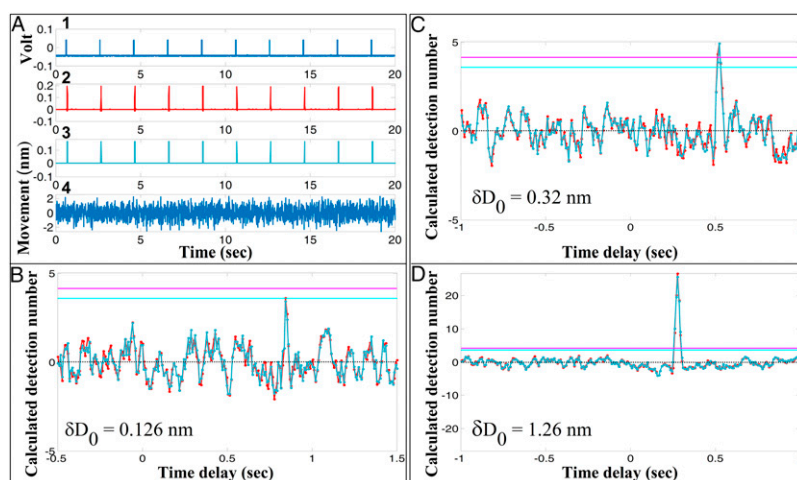 A
1
Volt
0.1
0
-0.1
0 5 10 15 20
2
0.2
0.1
0
-0.1
0 5 10 15 20
3
0.1
0
-0.1
0 5 10 15 20
Movement (nm)
4
2
0
-2
0 5 10 15 20
Time (sec)
B
Calculated detection number
5
0
-5
δD0 = 0.126 nm
-0.5 0 0.5 1 1.5
Time delay (sec)
C
Calculated detection number
5
0
-5
δD0 = 0.32 nm
-1 -0.5 0 0.5
Time delay (sec)
D
Calculated detection number
20
10
0
-10
-20
δD0 = 1.26 nm
-1 -0.5 0 0.5
Time delay (sec)